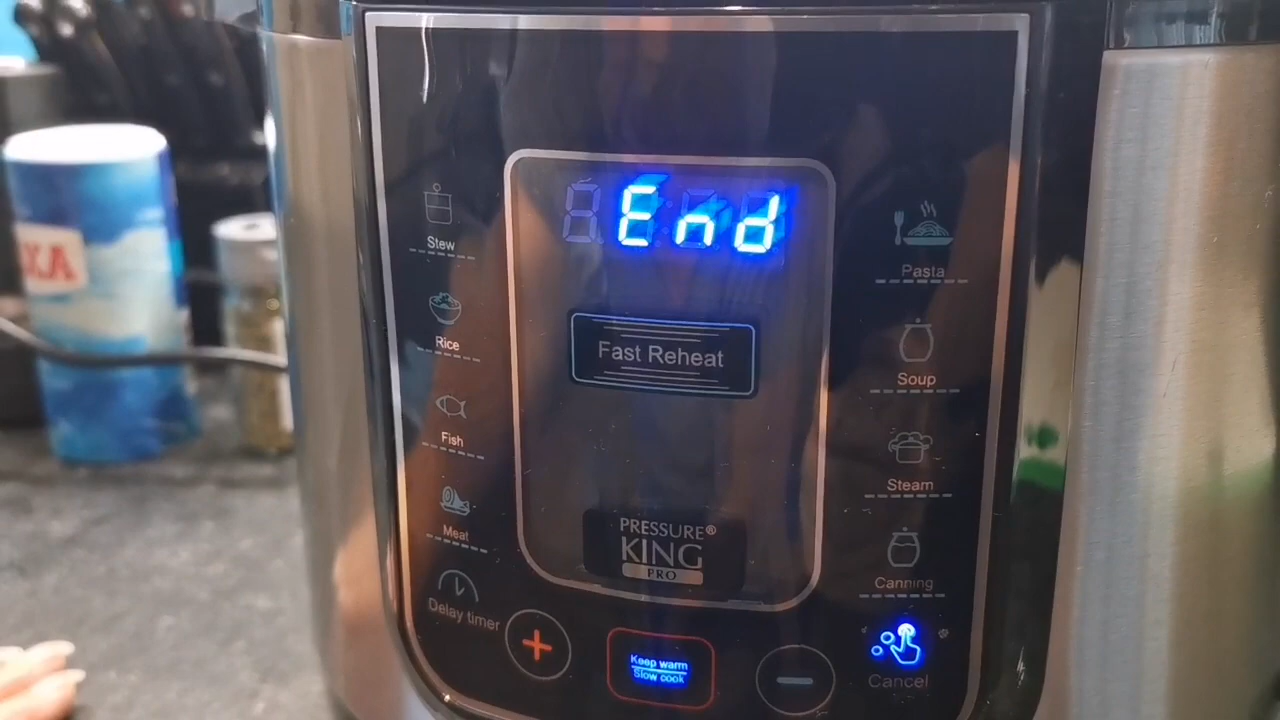 End
Fast Reheat
PRESSURE®
KING
PRO
Stew
Rice
Fish
Meat
Delay timer
Pasta
Soup
Steam
Canning
Cancel
+
Keep warm
Slow cook
-
XA